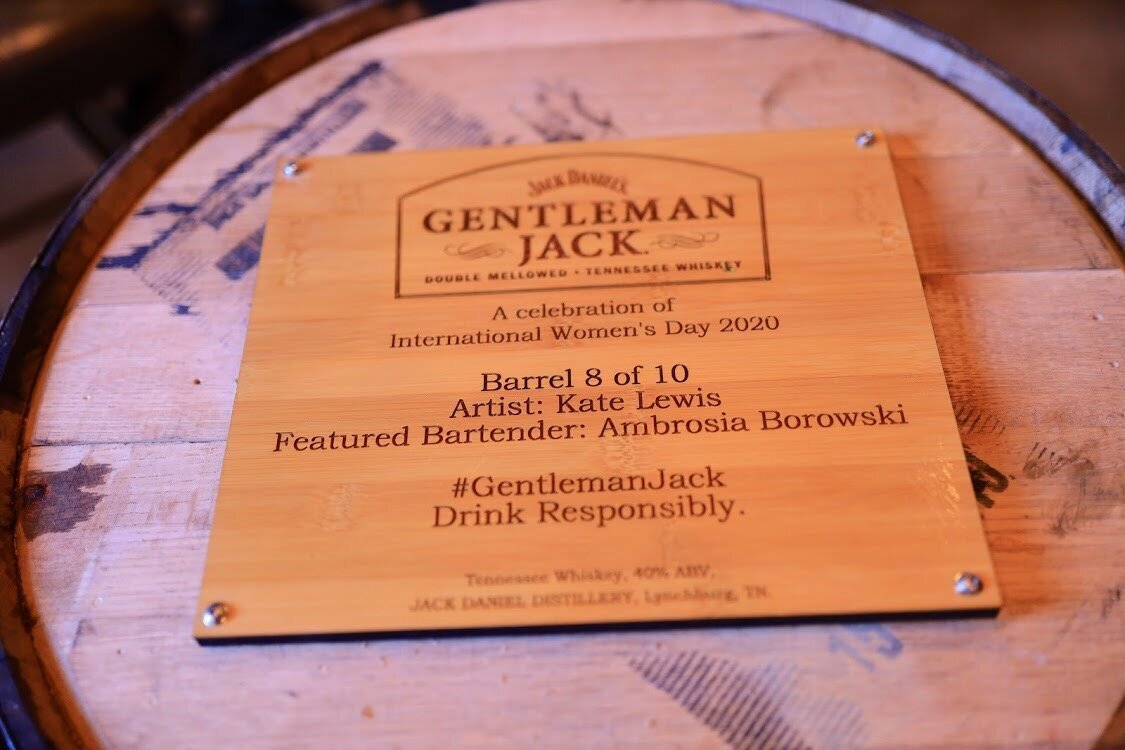 JACK DANIEL'S
GENTLEMAN
JACK.
DOUBLE MELLOWED • TENNESSEE WHISKEY
A celebration of
International Women's Day 2020
Barrel 8 of 10
Artist: Kate Lewis
Featured Bartender: Ambrosia Borowski
#GentlemanJack
Drink Responsibly.
Tennessee Whiskey, 40% ABV,
JACK DANIEL DISTILLERY, Lynchburg, TN.